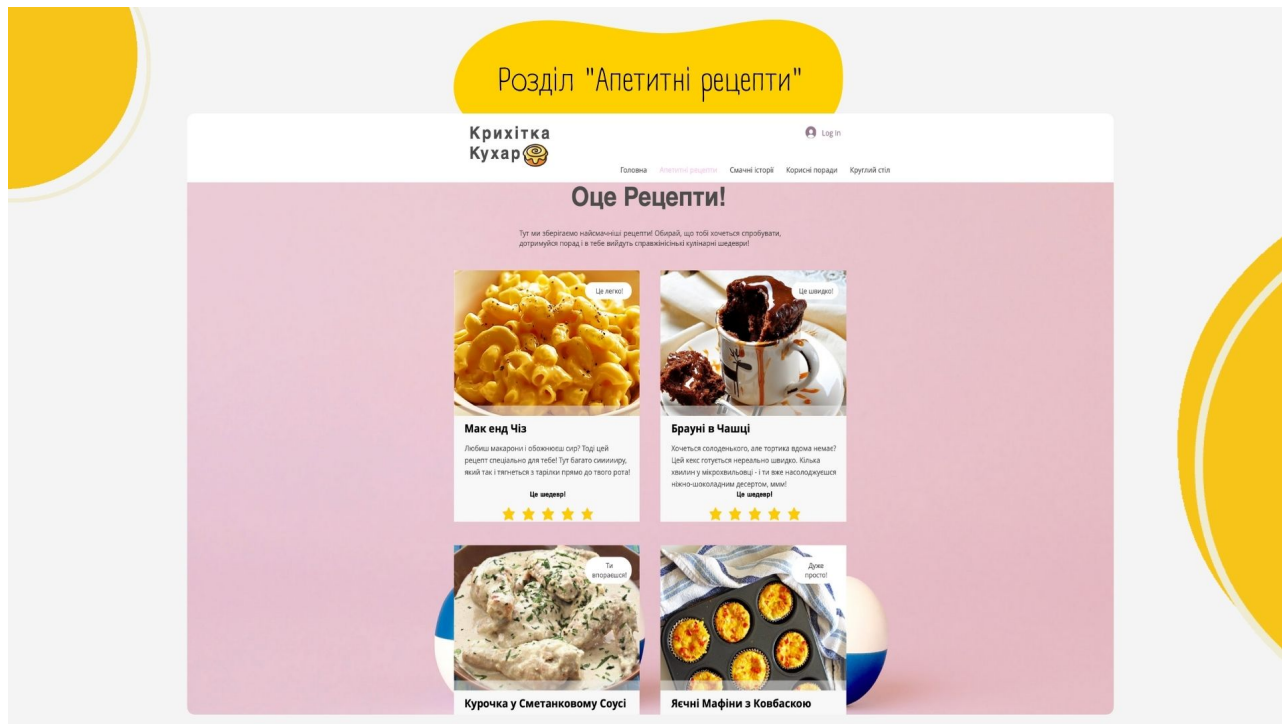 Розділ "Апетитні рецепти"
Крихітка
Кухар
Log In
Головна Апетитні рецепти Смачні історії Корисні поради Круглий стіл
Оце Рецепти!
Тут ми зберігаємо найсмачніші рецепти! Обирай, що тобі хочеться спробувати,
дотримуйся порад і в тебе вийдуть справжнісінькі кулінарні шедеври!
Це легко!
Мак енд Чіз
Любиш макарони і обожнюєш сир? Тоді цей
рецепт спеціально для тебе! Тут багато сиииииру,
який так і тягнеться з тарілки прямо до твого рота!
Це шедевр!
Це швидко!
Брауні в Чашці
Хочеться солоденького, але тортика вдома немає?
Цей кекс готується нереально швидко. Кілька
хвилин у мікрохвильовці - і ти вже насолоджуєшся
ніжно-шоколадним десертом, ммм!
Це шедевр!
Ти
впораєшся!
Курочка у Сметанковому Соусі
Дуже
просто!
Яєчні Мафіни з Ковбаскою